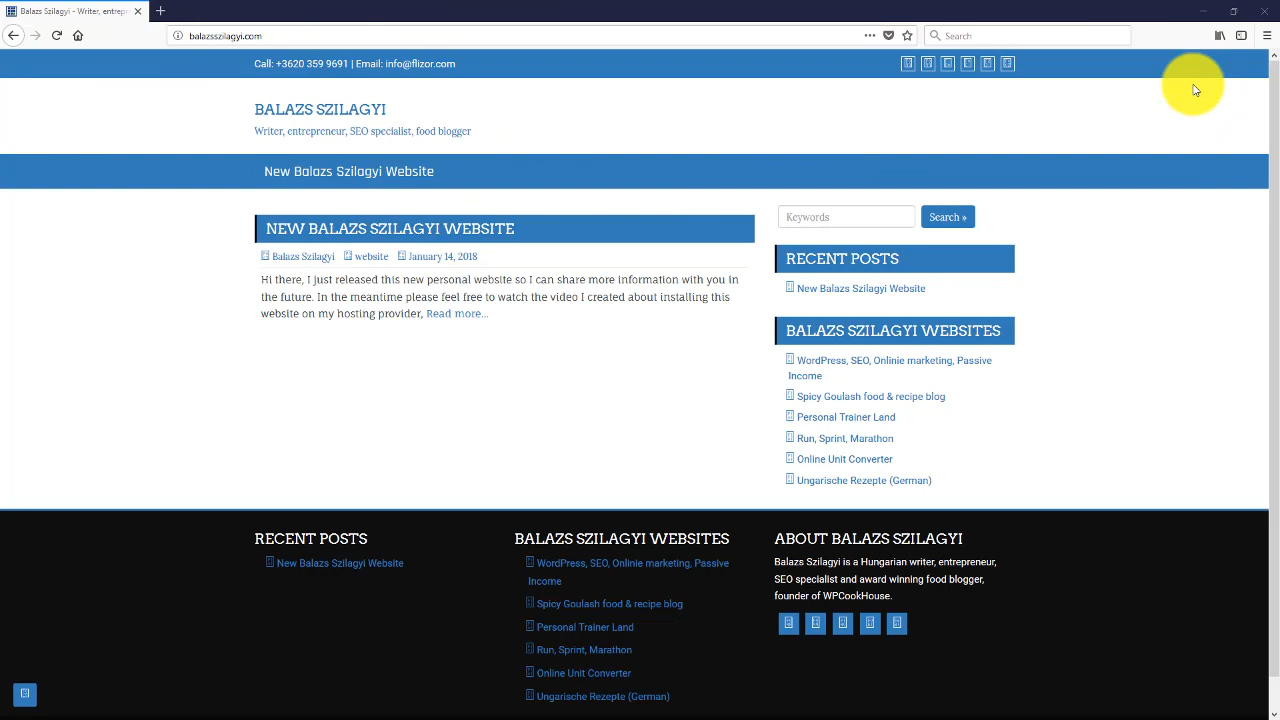 Balazs Szilagyi - Writer, entrepre
balazsszilagyi.com
Search
Call: +3620 359 9691 | Email: info@flizor.com
BALAZS SZILAGYI
Writer, entrepreneur, SEO specialist, food blogger
New Balazs Szilagyi Website
NEW BALAZS SZILAGYI WEBSITE
Balazs Szilagyi website January 14, 2018
Hi there, I just released this new personal website so I can share more information with you in
the future. In the meantime please feel free to watch the video I created about installing this
website on my hosting provider, Read more...
Keywords Search »
RECENT POSTS
New Balazs Szilagyi Website
BALAZS SZILAGYI WEBSITES
WordPress, SEO, Onlinie marketing, Passive
Income
Spicy Goulash food & recipe blog
Personal Trainer Land
Run, Sprint, Marathon
Online Unit Converter
Ungarische Rezepte (German)
RECENT POSTS
New Balazs Szilagyi Website
BALAZS SZILAGYI WEBSITES
WordPress, SEO, Onlinie marketing, Passive
Income
Spicy Goulash food & recipe blog
Personal Trainer Land
Run, Sprint, Marathon
Online Unit Converter
Ungarische Rezepte (German)
ABOUT BALAZS SZILAGYI
Balazs Szilagyi is a Hungarian writer, entrepreneur,
SEO specialist and award winning food blogger,
founder of WPCookHouse.